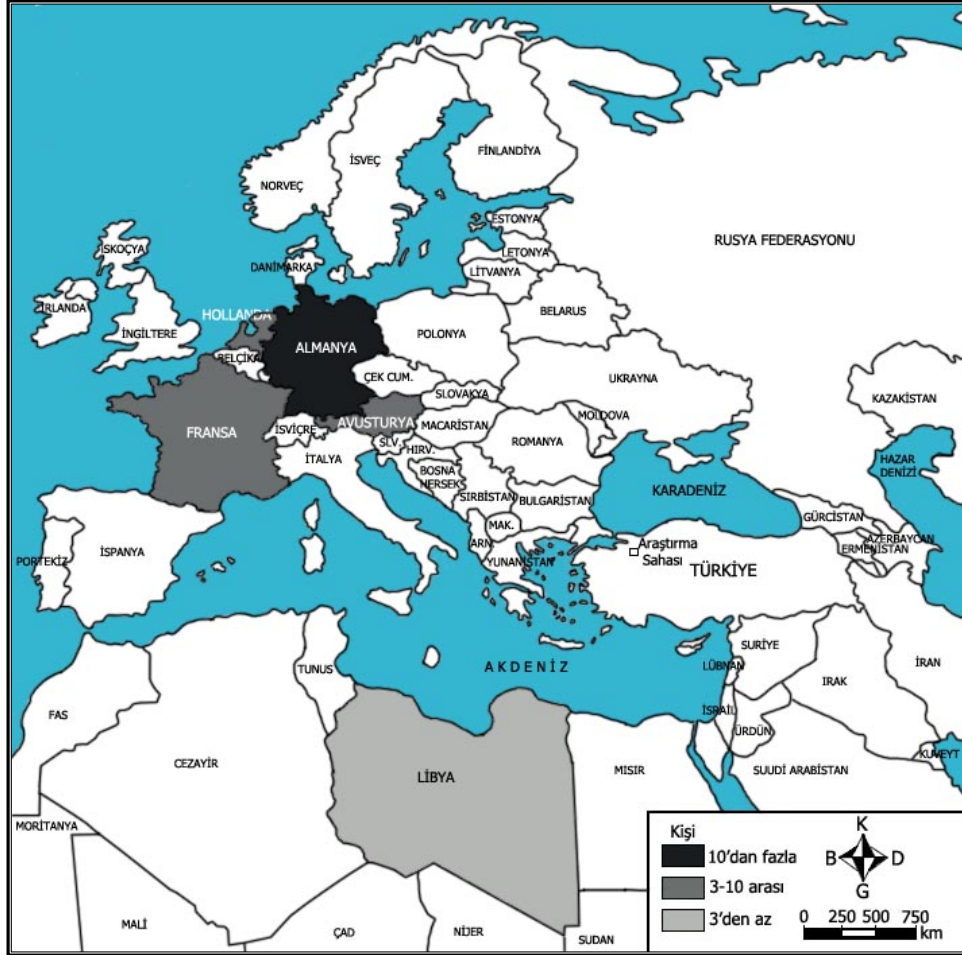 FİNLANDİYA
İSVEÇ
NORVEÇ
ESTONYA
RUSYA FEDERASYONU
İSKOÇYA
LETONYA
DANİMARKA
LİTVANYA
İRLANDA
HOLLANDA
BELARUS
İNGİLTERE
ALMANYA
POLONYA
BELÇİKA
ÇEK CUM.
UKRAYNA
SLOVAKYA
KAZAKİSTAN
MOLDOVA
AVUSTURYA
MACARİSTAN
FRANSA
İSVİÇRE
ROMANYA
SLV.
HIRV.
İTALYA
HAZAR
DENİZİ
BOSNA
HERSEK
KARADENİZ
SIRBİSTAN
BULGARİSTAN
GÜRCİSTAN
MAK.
AZERBAYCAN
ARN.
Araştırma
Sahası
ERMENİSTAN
PORTEKİZ
İSPANYA
YUNANİSTAN
TÜRKİYE
SURİYE
TUNUS
AKDENİZ
LÜBNAN
İRAN
IRAK
FAS
İSRAİL
ÜRDÜN
KUVEYT
CEZAYİR
LİBYA
MISIR
SUUDİ ARABİSTAN
MORİTANYA
MALİ
ÇAD
NİJER
SUDAN
Kişi
10'dan fazla
3-10 arası
3'den az
K
B D
G
0 250 500 750
km